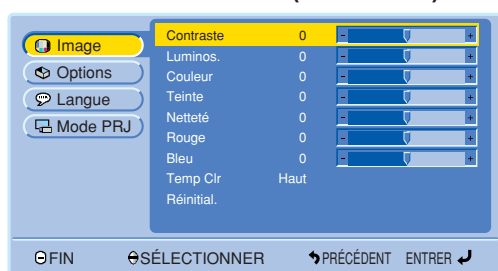 Image
Options
Langue
Mode PRJ
Contraste 0 - +
Luminos. 0 - +
Couleur 0 - +
Teinte 0 - +
Netteté 0 - +
Rouge 0 - +
Bleu 0 - +
Temp Clr Haut
Réinitial.
FIN SÉLECTIONNER PRÉCÉDENT ENTRER